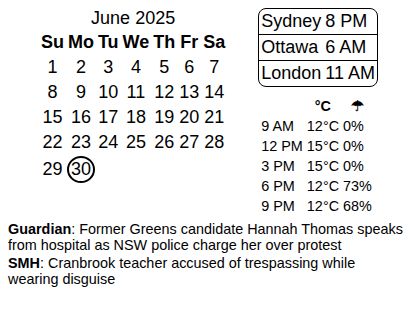 June 2025
Su Mo Tu We Th Fr Sa
1 2 3 4 5 6 7
8 9 10 11 12 13 14
15 16 17 18 19 20 21
22 23 24 25 26 27 28
29 30
Sydney 8 PM
Ottawa 6 AM
London 11 AM
°C ☂
9 AM 12°C 0%
12 PM 15°C 0%
3 PM 15°C 0%
6 PM 12°C 73%
9 PM 12°C 68%
Guardian: Former Greens candidate Hannah Thomas speaks
from hospital as NSW police charge her over protest
SMH: Cranbrook teacher accused of trespassing while
wearing disguise